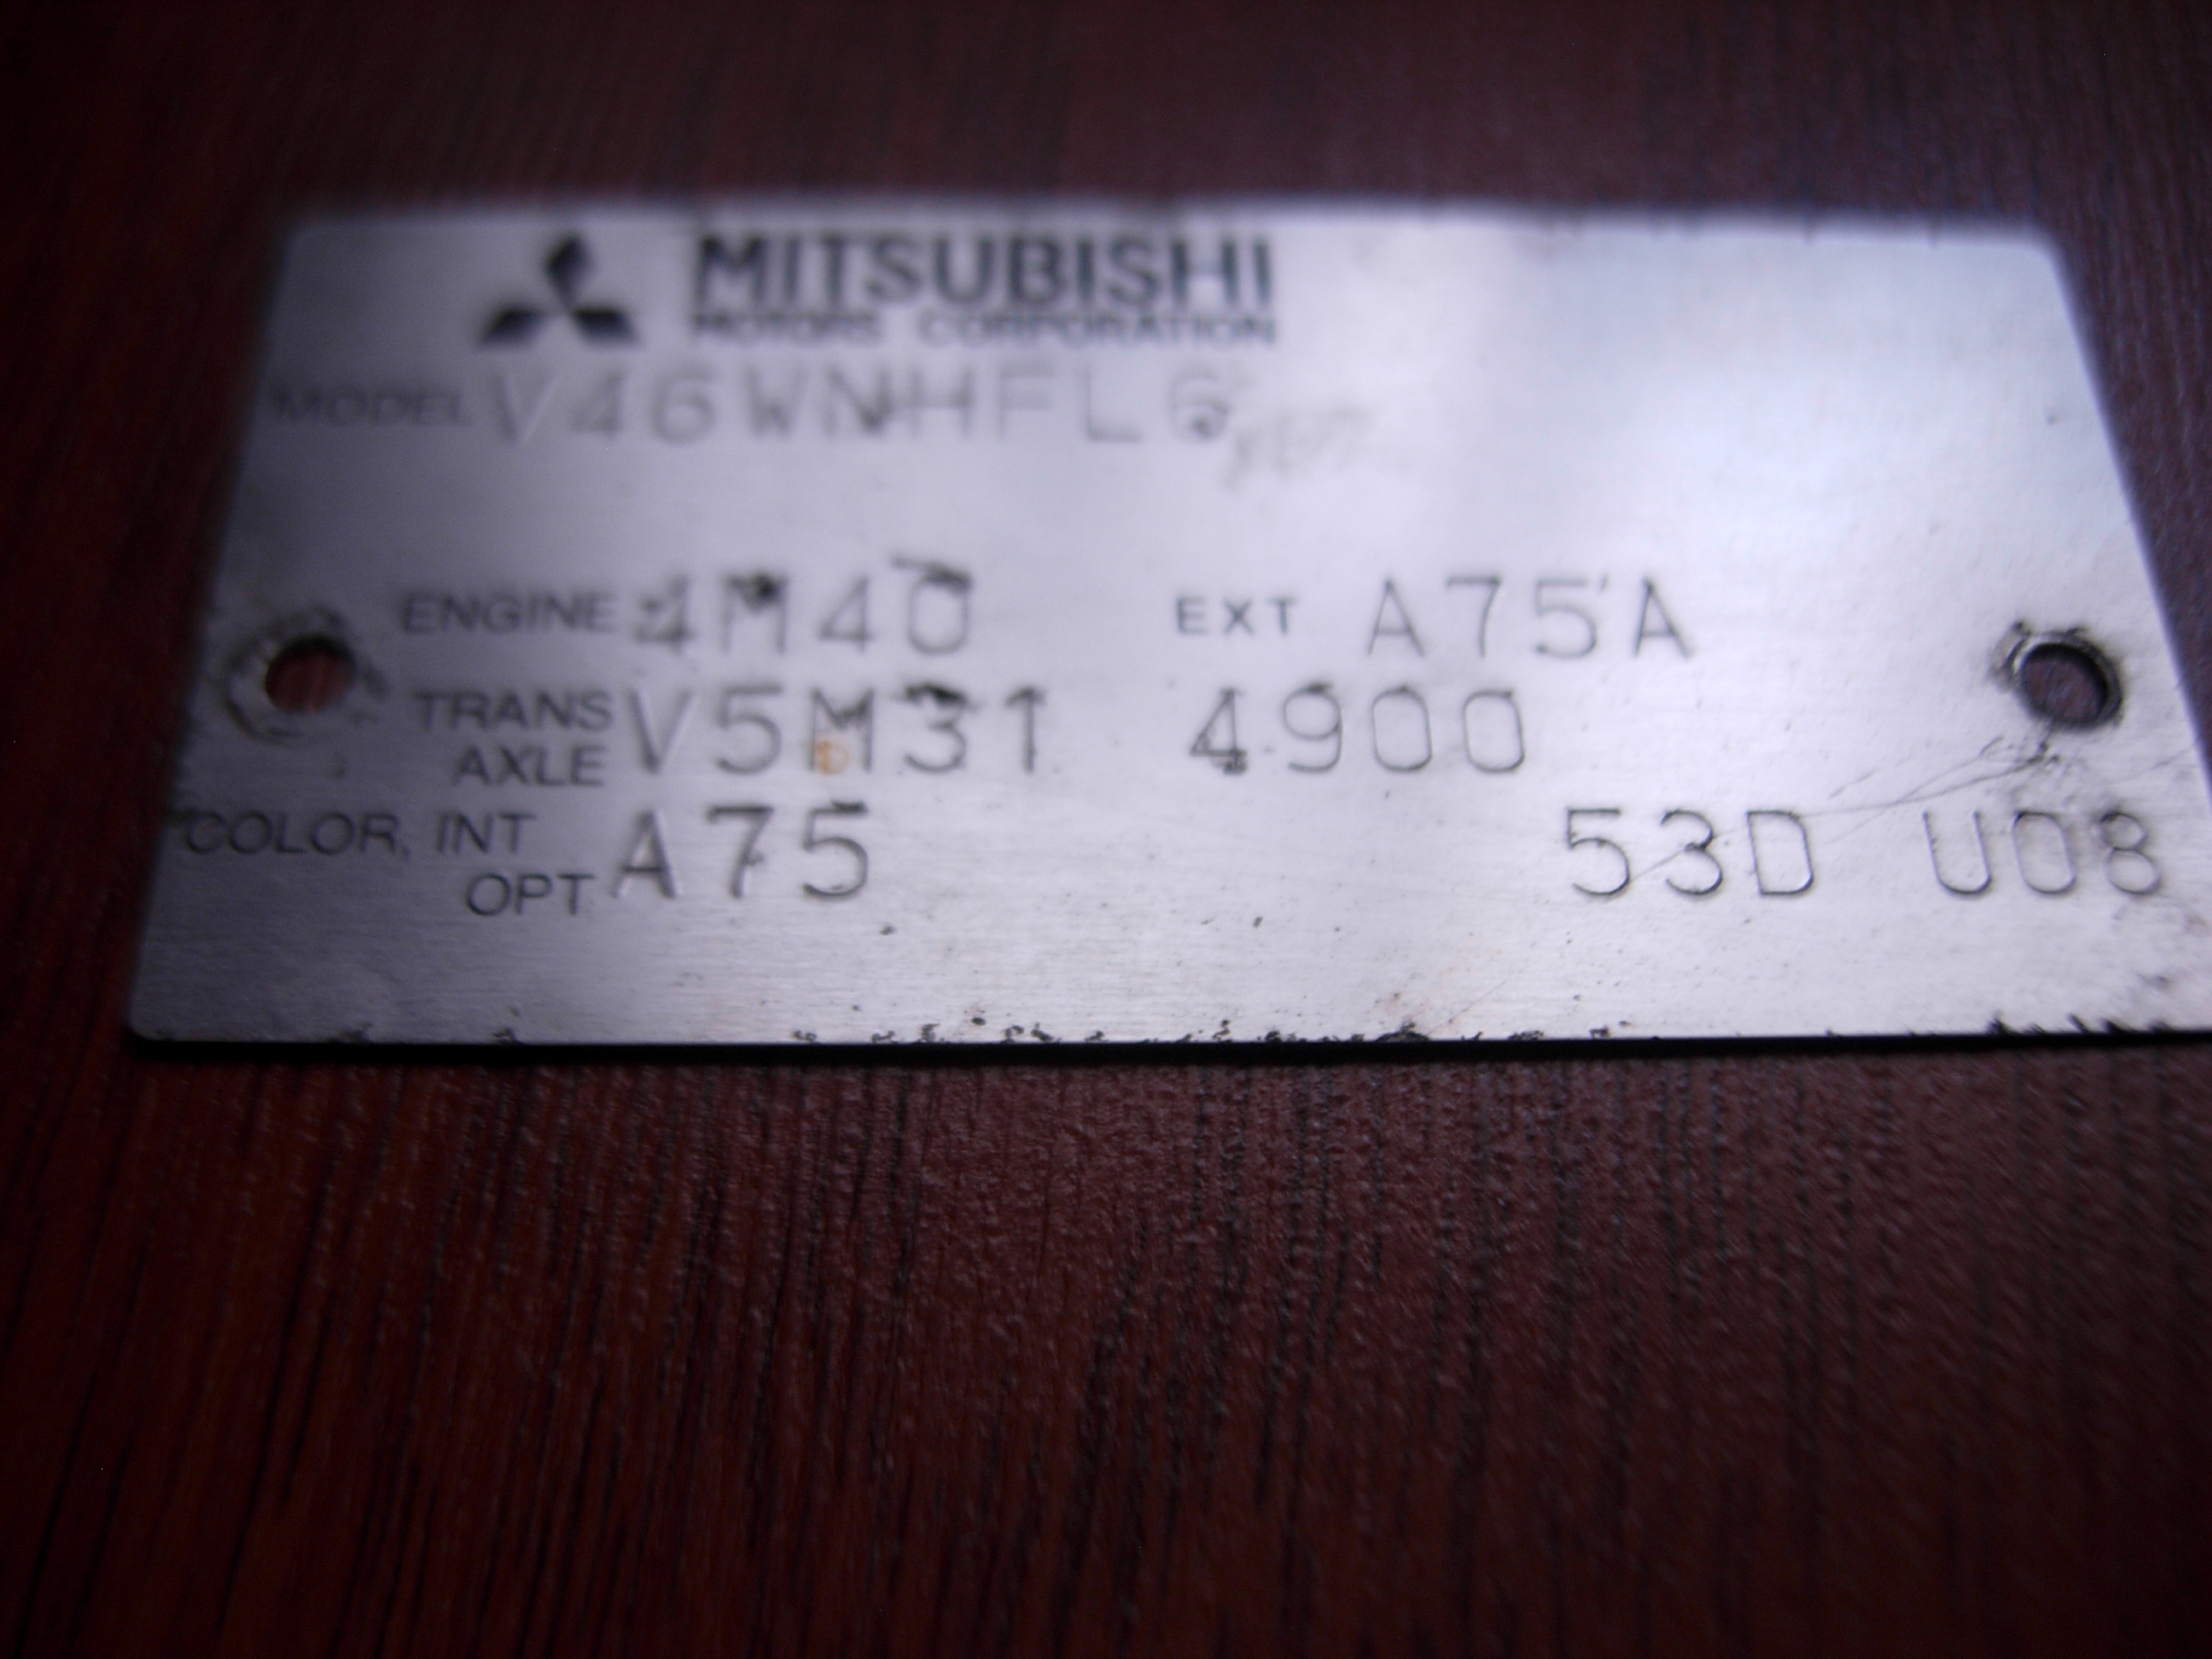 MITSUBISHI
MOTORS CORPORATION
MODEL V46WNHFL6
ENGINE 4M40 EXT A75A
TRANS AXLE V5M31 4900
COLOR, INT OPT A75 53D U08